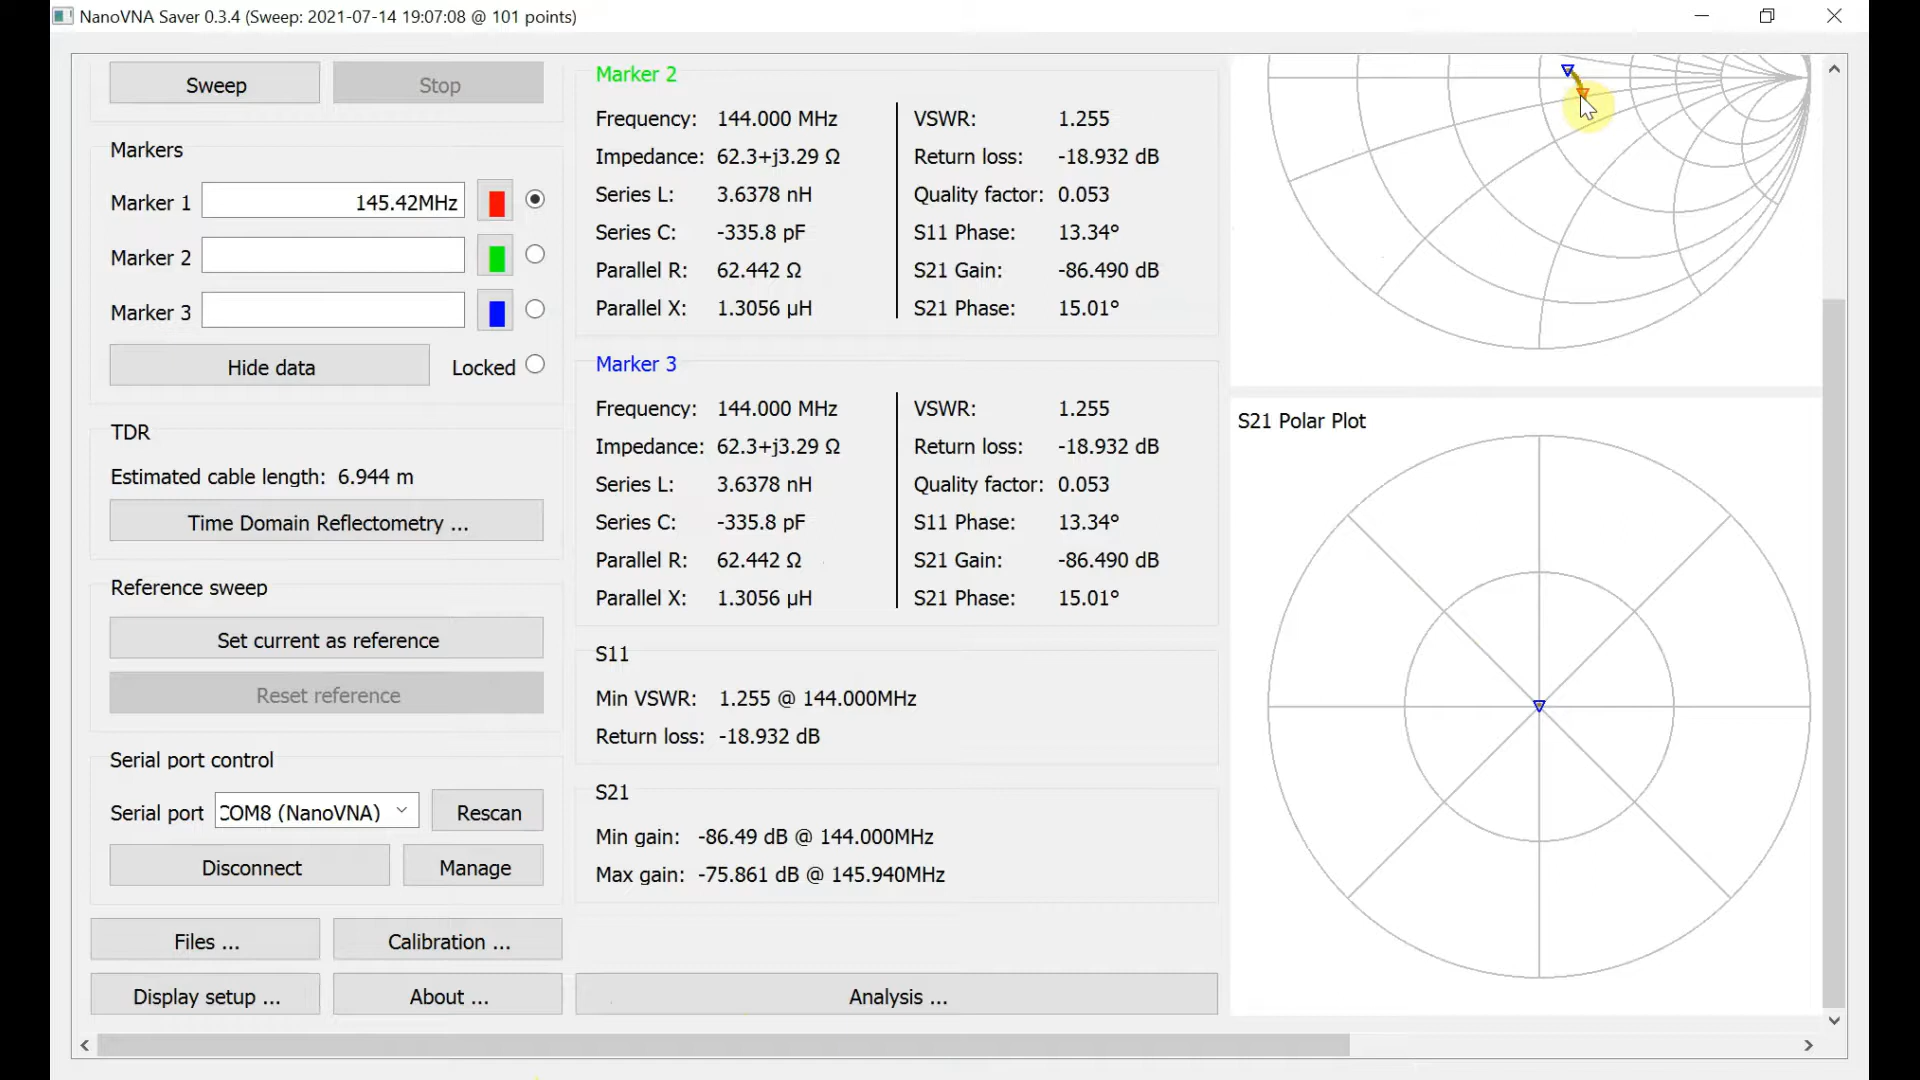 NanoVNA Saver 0.3.4 (Sweep: 2021-07-14 19:07:08 @ 101 points)
Sweep
Stop
Markers
Marker 1 145.42MHz
Marker 2
Marker 3
Hide data Locked
TDR
Estimated cable length: 6.944 m
Time Domain Reflectometry ...
Reference sweep
Set current as reference
Reset reference
Serial port control
Serial port COM8 (NanoVNA) Rescan
Disconnect Manage
Files ... Calibration ...
Display setup ... About ...
Marker 2
Frequency: 144.000 MHz VSWR: 1.255
Impedance: 62.3+j3.29 Ω Return loss: -18.932 dB
Series L: 3.6378 nH Quality factor: 0.053
Series C: -335.8 pF S11 Phase: 13.34°
Parallel R: 62.442 Ω S21 Gain: -86.490 dB
Parallel X: 1.3056 µH S21 Phase: 15.01°
Marker 3
Frequency: 144.000 MHz VSWR: 1.255
Impedance: 62.3+j3.29 Ω Return loss: -18.932 dB
Series L: 3.6378 nH Quality factor: 0.053
Series C: -335.8 pF S11 Phase: 13.34°
Parallel R: 62.442 Ω S21 Gain: -86.490 dB
Parallel X: 1.3056 µH S21 Phase: 15.01°
S11
Min VSWR: 1.255 @ 144.000MHz
Return loss: -18.932 dB
S21
Min gain: -86.49 dB @ 144.000MHz
Max gain: -75.861 dB @ 145.940MHz
Analysis ...
S21 Polar Plot